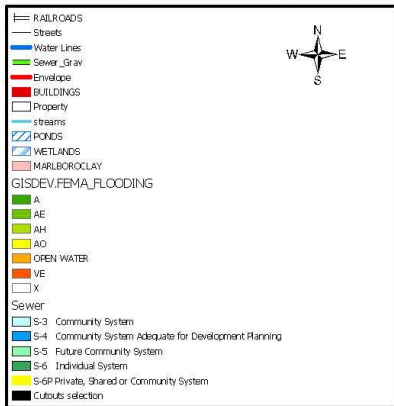 RAILROADS
Streets
Water Lines
Sewer_Grav
Envelope
BUILDINGS
Property
streams
PONDS
WETLANDS
MARLBOROCLAY
GISDEV.FEMA_FLOODING
A
AE
AH
AO
OPEN WATER
VE
X
Sewer
S-3 Community System
S-4 Community System Adequate for Development Planning
S-5 Future Community System
S-6 Individual System
S-6P Private, Shared or Community System
Cutouts selection
N
W E
S